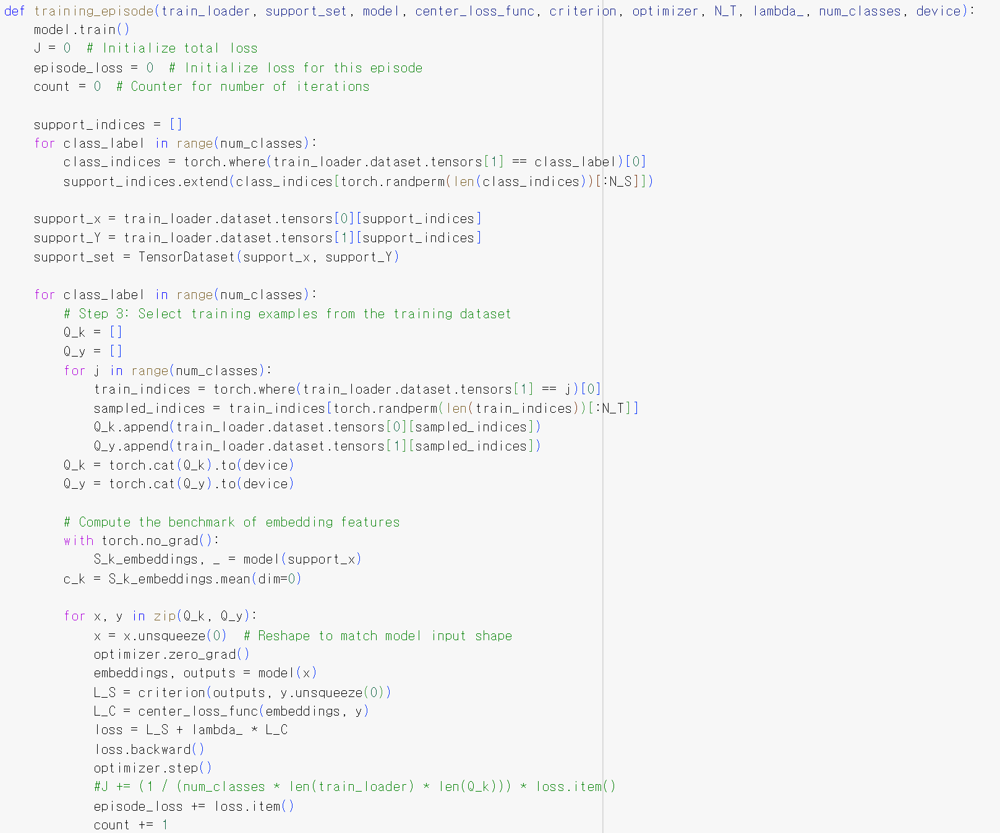 def training_episode(train_loader, support_set, model, center_loss_func, criterion, optimizer, N_T, lambda_, num_classes, device):
    model.train()
    J = 0  # Initialize total loss
    episode_loss = 0  # Initialize loss for this episode
    count = 0  # Counter for number of iterations

    support_indices = []
    for class_label in range(num_classes):
        class_indices = torch.where(train_loader.dataset.tensors[1] == class_label)[0]
        support_indices.extend(class_indices[torch.randperm(len(class_indices))[:N_S]])

    support_x = train_loader.dataset.tensors[0][support_indices]
    support_Y = train_loader.dataset.tensors[1][support_indices]
    support_set = TensorDataset(support_x, support_Y)

    for class_label in range(num_classes):
        # Step 3: Select training examples from the training dataset
        Q_k = []
        Q_y = []
        for j in range(num_classes):
            train_indices = torch.where(train_loader.dataset.tensors[1] == j)[0]
            sampled_indices = train_indices[torch.randperm(len(train_indices))[:N_T]]
            Q_k.append(train_loader.dataset.tensors[0][sampled_indices])
            Q_y.append(train_loader.dataset.tensors[1][sampled_indices])
        Q_k = torch.cat(Q_k).to(device)
        Q_y = torch.cat(Q_y).to(device)

        # Compute the benchmark of embedding features
        with torch.no_grad():
            S_k_embeddings, _ = model(support_x)
        c_k = S_k_embeddings.mean(dim=0)

        for x, y in zip(Q_k, Q_y):
            x = x.unsqueeze(0)  # Reshape to match model input shape
            optimizer.zero_grad()
            embeddings, outputs = model(x)
            L_S = criterion(outputs, y.unsqueeze(0))
            L_C = center_loss_func(embeddings, y)
            loss = L_S + lambda_ * L_C
            loss.backward()
            optimizer.step()
            #J += (1 / (num_classes * len(train_loader) * len(Q_k))) * loss.item()
            episode_loss += loss.item()
            count += 1